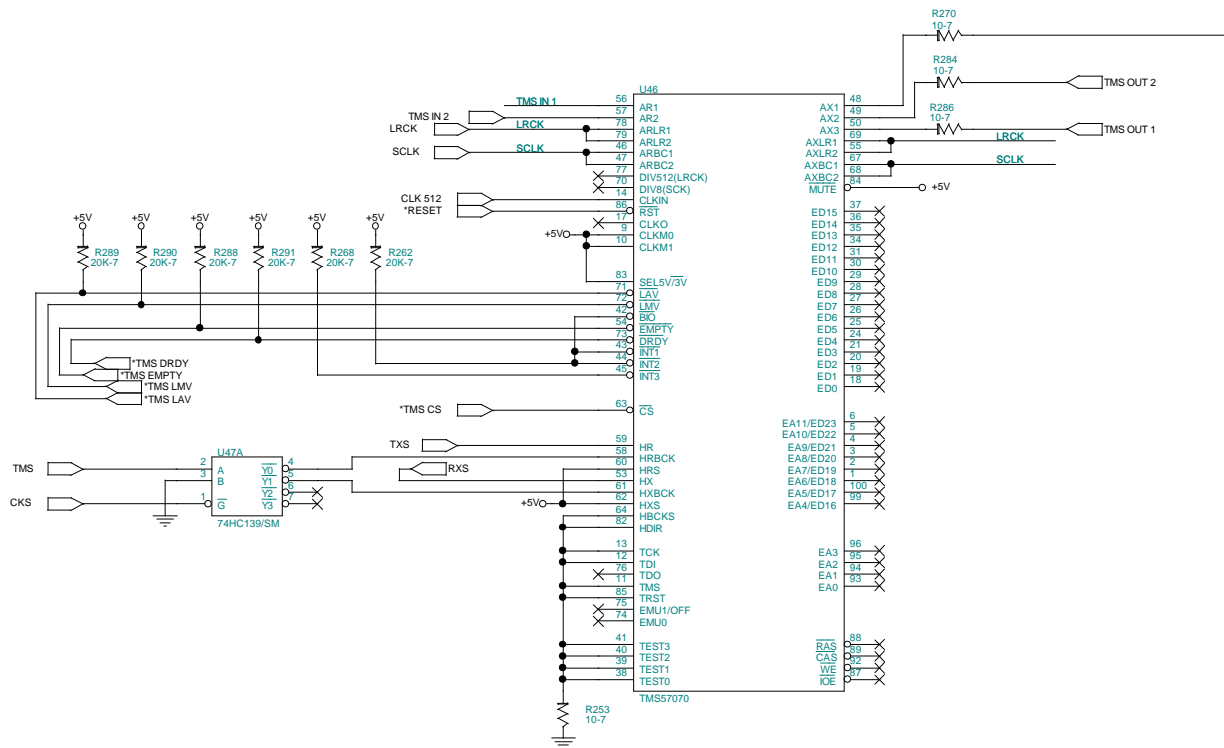 R270
10-7
R284
10-7
TMS OUT 2
R286
10-7
TMS OUT 1
LRCK
SCLK
+5V
U46
TMS IN 1
TMS IN 2
LRCK
LRCK
SCLK
SCLK
CLK 512
*RESET
+5V
+5V
+5V
+5V
+5V
+5V
+5V
R289
20K-7
R290
20K-7
R288
20K-7
R291
20K-7
R268
20K-7
R262
20K-7
*TMS DRDY
*TMS EMPTY
*TMS LMV
*TMS LAV
*TMS CS
TXS
RXS
TMS
CKS
U47A
2 A
3 B
1 G
Y0 4
Y1 5
Y2 6
Y3 7
74HC139/SM
+5V
56 AR1
57 AR2
78 ARLR1
79 ARLR2
46 ARBC1
47 ARBC2
77 DIV512(LRCK)
70 DIV8(SCK)
14 CLKIN
86 RST
17 CLKO
9 CLKM0
10 CLKM1
83 SEL5V/3V
71 LAV
72 LMV
42 BIO
54 EMPTY
73 DRDY
43 INT1
44 INT2
45 INT3
63 CS
59 HR
58 HRBCK
60 HRS
53 HX
61 HXBCK
62 HXS
64 HBCKS
82 HDIR
13 TCK
12 TDI
76 TDO
11 TMS
85 TRST
75 EMU1/OFF
74 EMU0
41 TEST3
40 TEST2
39 TEST1
38 TEST0
AX1 48
AX2 49
AX3 50
AXLR1 69
AXLR2 55
AXBC1 67
AXBC2 68
MUTE 84
ED15 37
ED14 36
ED13 35
ED12 34
ED11 31
ED10 30
ED9 29
ED8 28
ED7 27
ED6 26
ED5 25
ED4 24
ED3 21
ED2 20
ED1 19
ED0 18
EA11/ED23 6
EA10/ED22 5
EA9/ED21 4
EA8/ED20 3
EA7/ED19 2
EA6/ED18 1
EA5/ED17 100
EA4/ED16 99
EA3 96
EA2 95
EA1 94
EA0 93
RAS 88
CAS 89
WE 92
IOE 87
TMS57070
R253
10-7